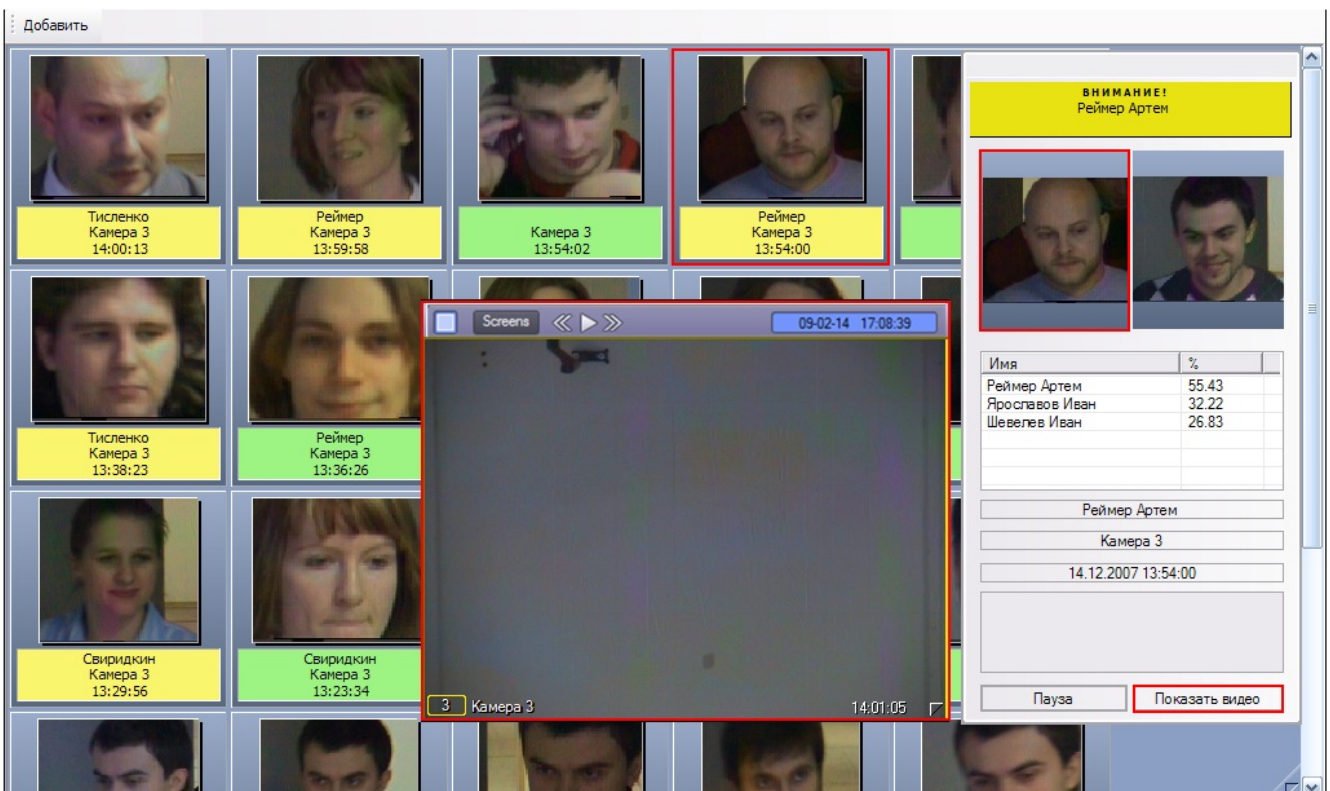 Добавить
Тисленко
Камера 3
14:00:13
Реймер
Камера 3
13:59:58
Камера 3
13:54:02
Реймер
Камера 3
13:54:00
Тисленко
Камера 3
13:38:23
Реймер
Камера 3
13:36:26
Свиридкин
Камера 3
13:29:56
Свиридкин
Камера 3
13:23:34
Screens
09-02-14 17:08:39
3 Камера 3
14:01:05
ВНИМАНИЕ!
Реймер Артем
Имя %
Реймер Артем 55.43
Ярославов Иван 32.22
Шевелев Иван 26.83
Реймер Артем
Камера 3
14.12.2007 13:54:00
Пауза Показать видео